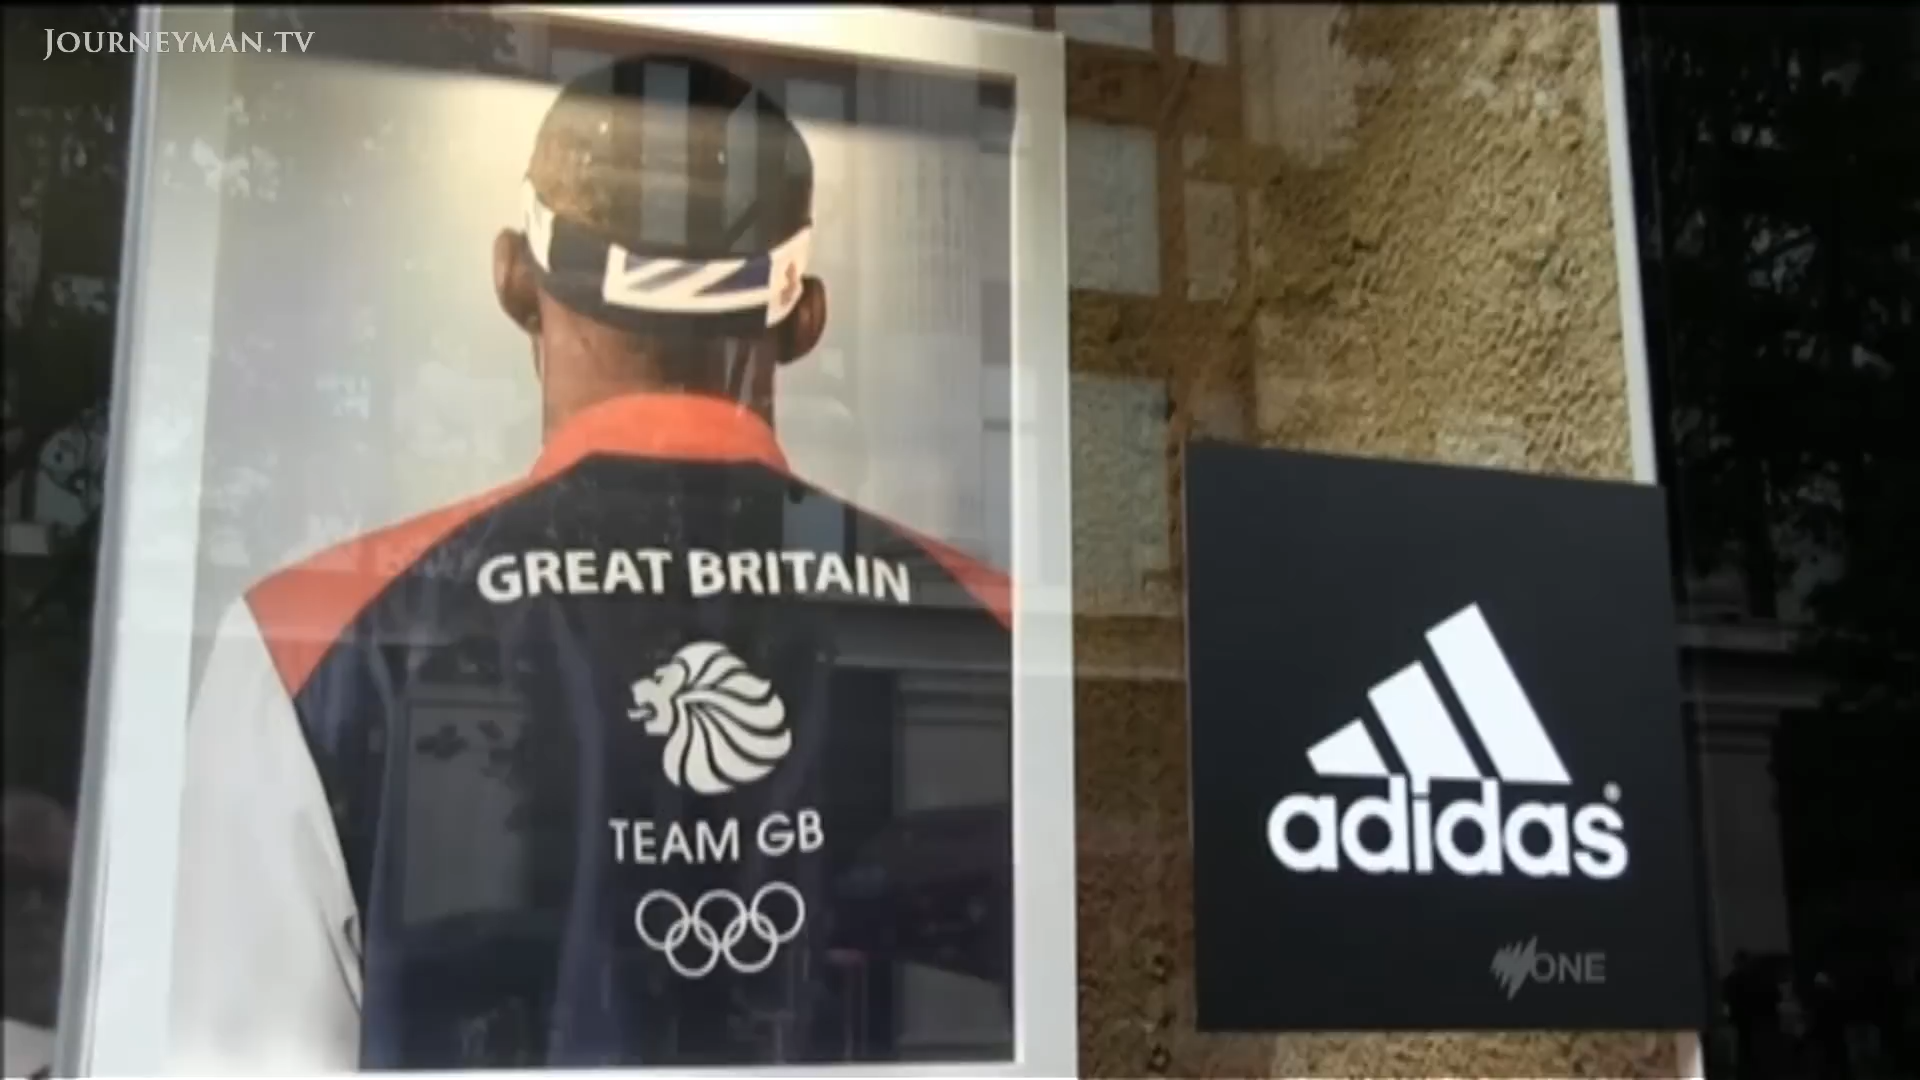 JOURNEYMAN.TV
GREAT BRITAIN
TEAM GB
adidas®
ONE